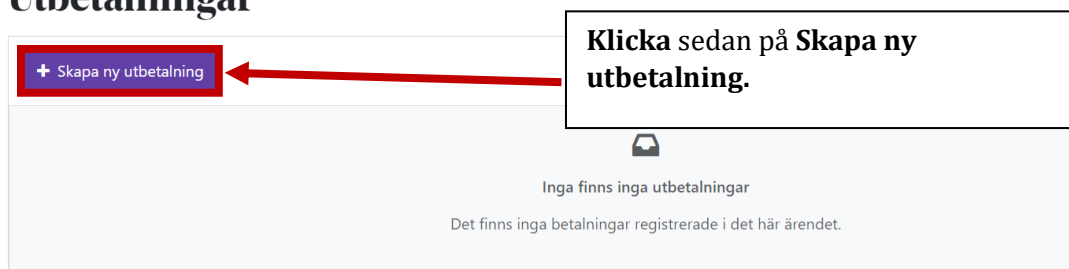 Utbetalningar
Klicka sedan på Skapa ny
utbetalning.
+ Skapa ny utbetalning
Inga finns inga utbetalningar
Det finns inga betalningar registrerade i det här ärendet.